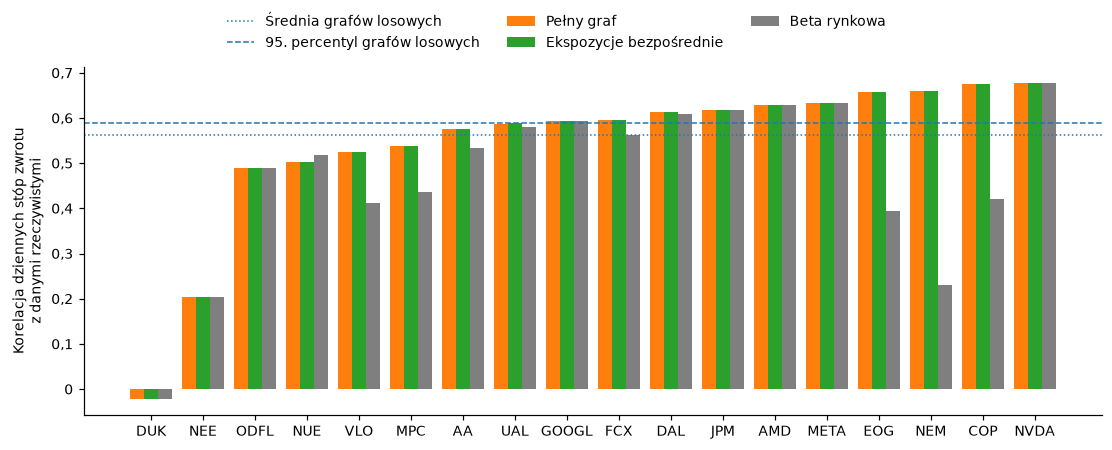 Średnia grafów losowych
95. percentyl grafów losowych
Pełny graf
Ekspozycje bezpośrednie
Beta rynkowa
Korelacja dziennych stóp zwrotu
z danymi rzeczywistymi
0,7
0,6
0,5
0,4
0,3
0,2
0,1
0
DUK NEE ODFL NUE VLO MPC AA UAL GOOGL FCX DAL JPM AMD META EOG NEM COP NVDA